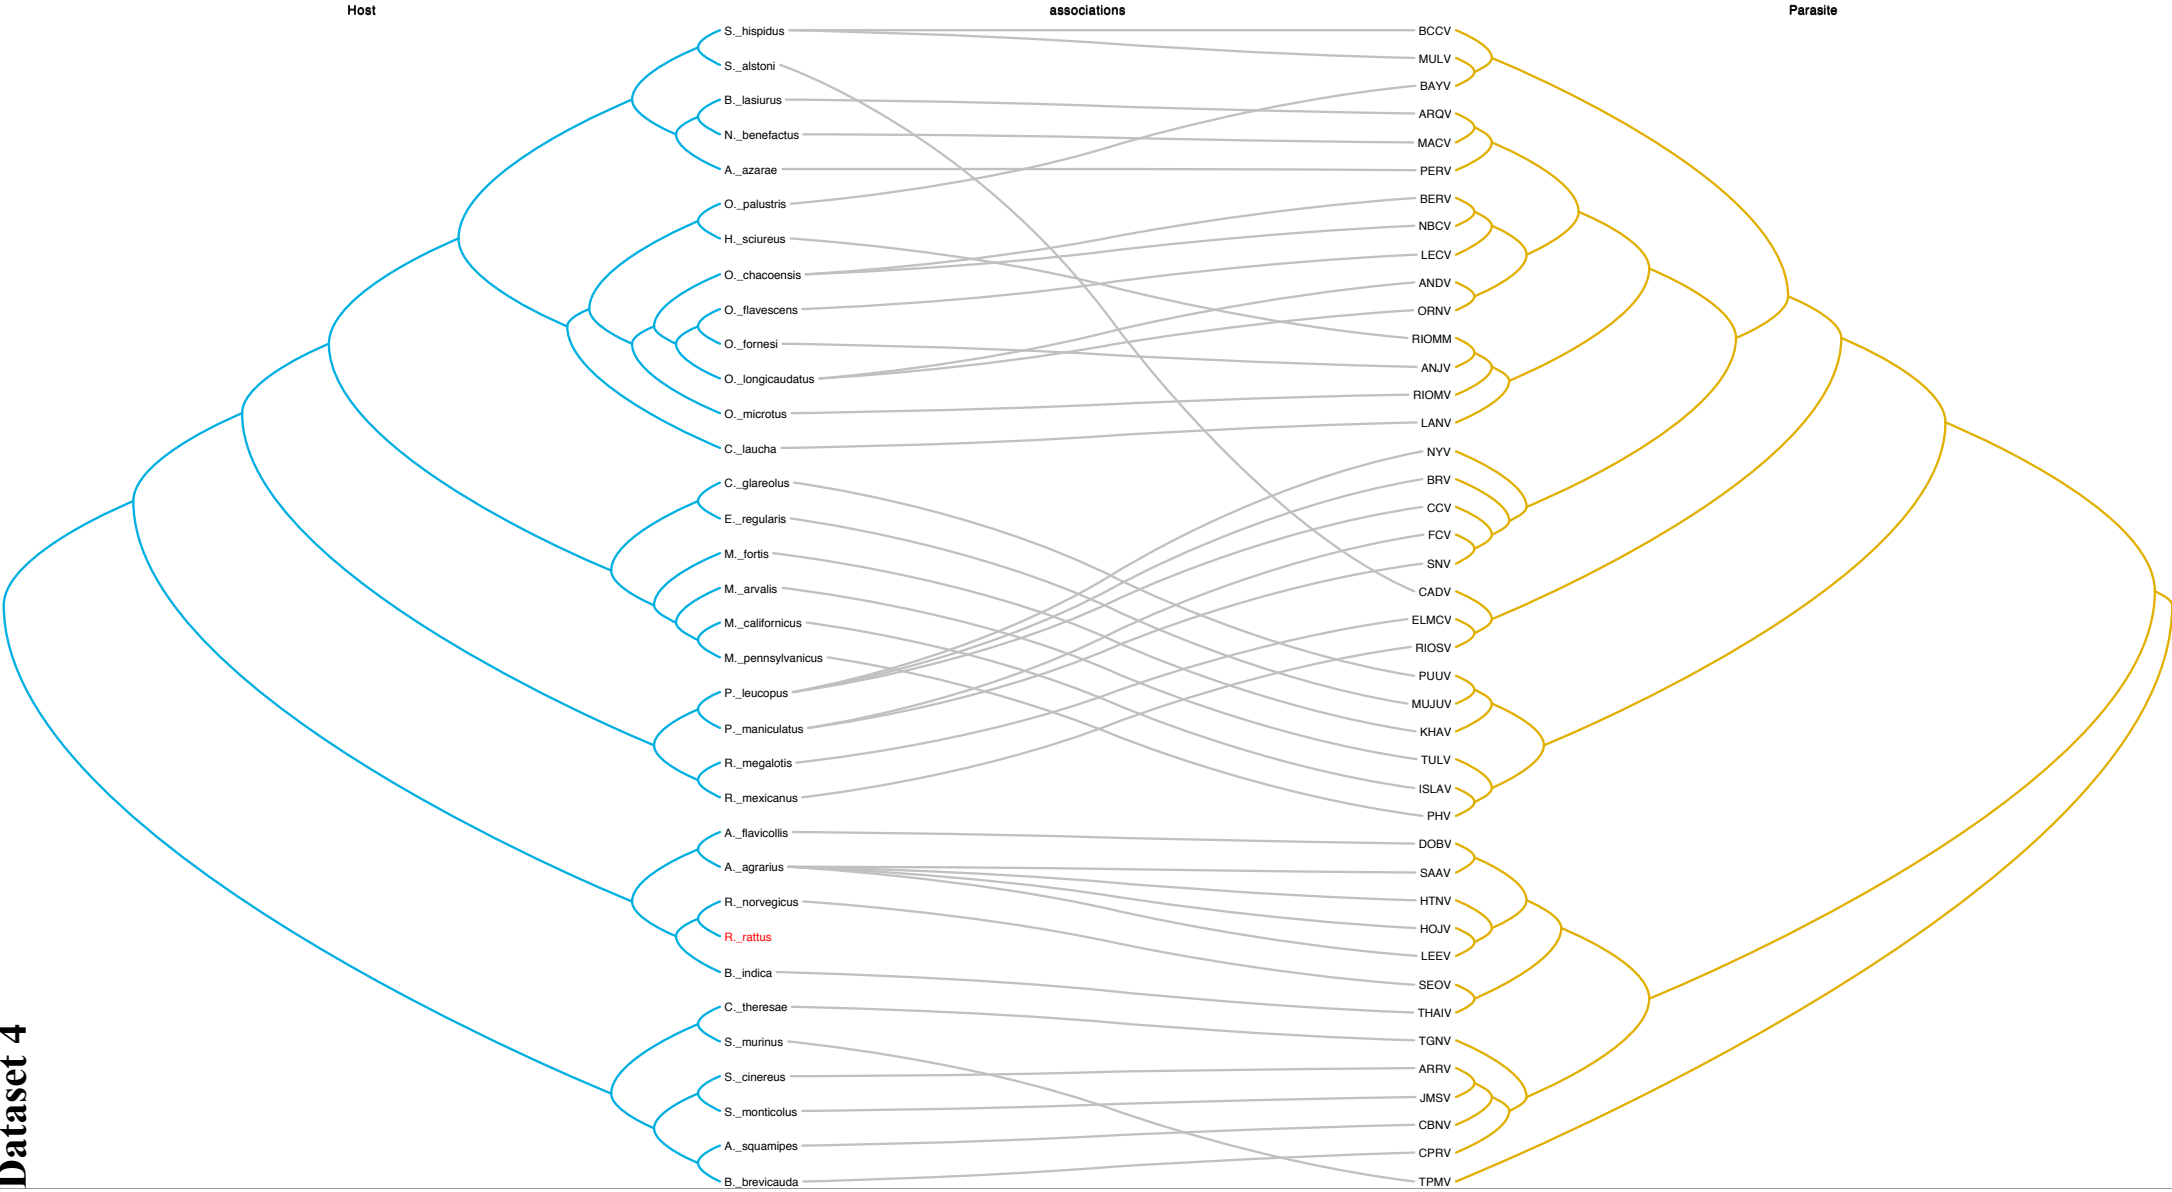 Host
associations
Parasite
S._hispidus
S._alstoni
B._lasiurus
N._benefactus
A._azarae
O._palustris
H._sciureus
O._chacoensis
O._flavescens
O._fornesi
O._longicaudatus
O._microtus
C._laucha
C._glareolus
E._regularis
M._fortis
M._arvalis
M._californicus
M._pennsylvanicus
P._leucopus
P._maniculatus
R._megalotis
R._mexicanus
A._flavicollis
A._agrarius
R._norvegicus
R._rattus
B._indica
C._theresae
S._murinus
S._cinereus
S._monticolus
A._squamipes
B._brevicauda
BCCV
MULV
BAYV
ARQV
MACV
PERV
BERV
NBCV
LECV
ANDV
ORNV
RIOMM
ANJV
RIOMV
LANV
NYV
BRV
CCV
FCV
SNV
CADV
ELMCV
RIOSV
PUUV
MUJUV
KHAV
TULV
ISLAV
PHV
DOBV
SAAV
HTNV
HOJV
LEEV
SEOV
THAIV
TGNV
ARRV
JMSV
CBNV
CPRV
TPMV
Dataset 4